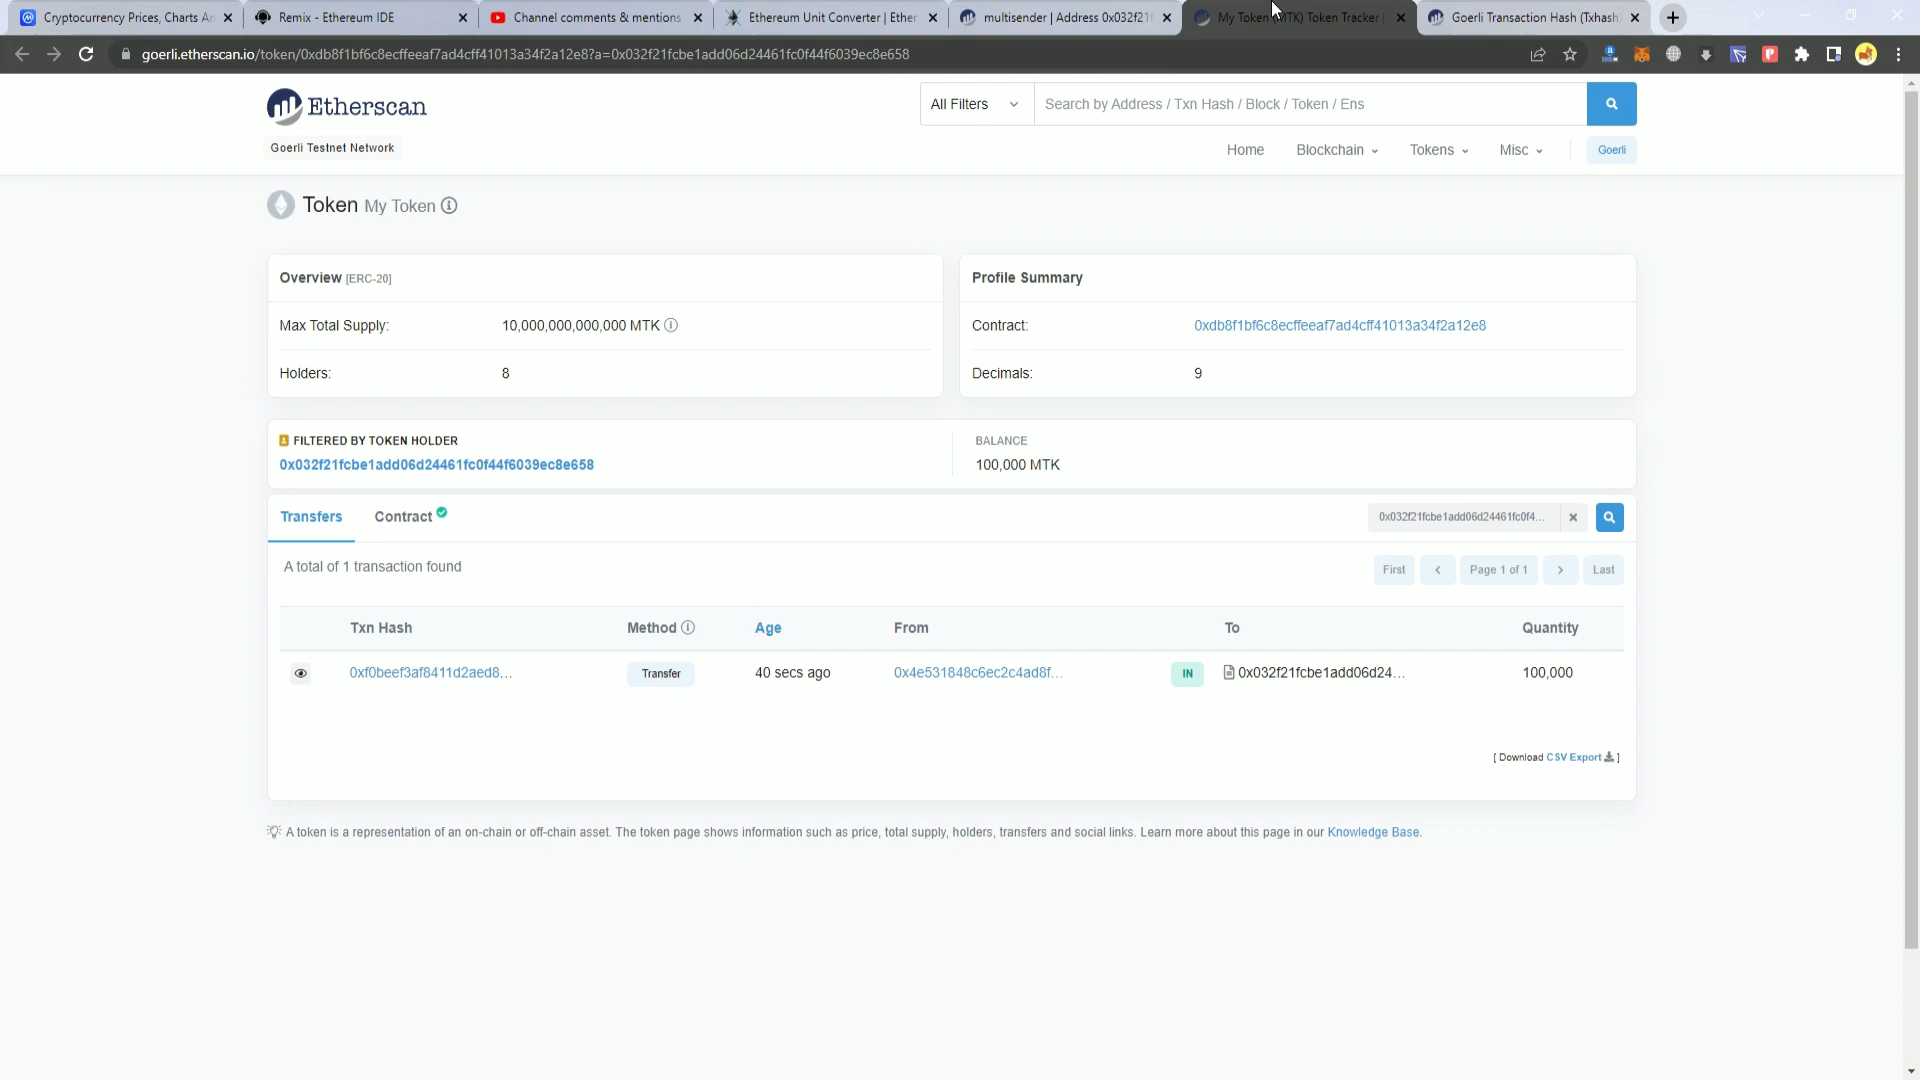 Cryptocurrency Prices, Charts A
Remix - Ethereum IDE
Channel comments & mentions
Ethereum Unit Converter | Ether
multisender | Address 0x032f21
My Token (MTK) Token Tracker |
Goerli Transaction Hash (Txhash
goerli.etherscan.io/token/0xdb8f1bf6c8ecffeeaf7ad4cff41013a34f2a12e8?a=0x032f21fcbe1add06d24461fc0f44f6039ec8e658
Etherscan
All Filters
Search by Address / Txn Hash / Block / Token / Ens
Goerli Testnet Network
Home
Blockchain
Tokens
Misc
Goerli
Token My Token
Overview [ERC-20]
Profile Summary
Max Total Supply:
10,000,000,000,000 MTK
Contract:
0xdb8f1bf6c8ecffeeaf7ad4cff41013a34f2a12e8
Holders:
8
Decimals:
9
FILTERED BY TOKEN HOLDER
BALANCE
0x032f21fcbe1add06d24461fc0f44f6039ec8e658
100,000 MTK
Transfers
Contract
0x032f21fcbe1add06d24461fc0f4...
A total of 1 transaction found
First
Page 1 of 1
Last
Txn Hash
Method
Age
From
To
Quantity
0xf0beef3af8411d2aed8...
Transfer
40 secs ago
0x4e531848c6ec2c4ad8f...
IN
0x032f21fcbe1add06d24...
100,000
[ Download CSV Export ]
A token is a representation of an on-chain or off-chain asset. The token page shows information such as price, total supply, holders, transfers and social links. Learn more about this page in our Knowledge Base.